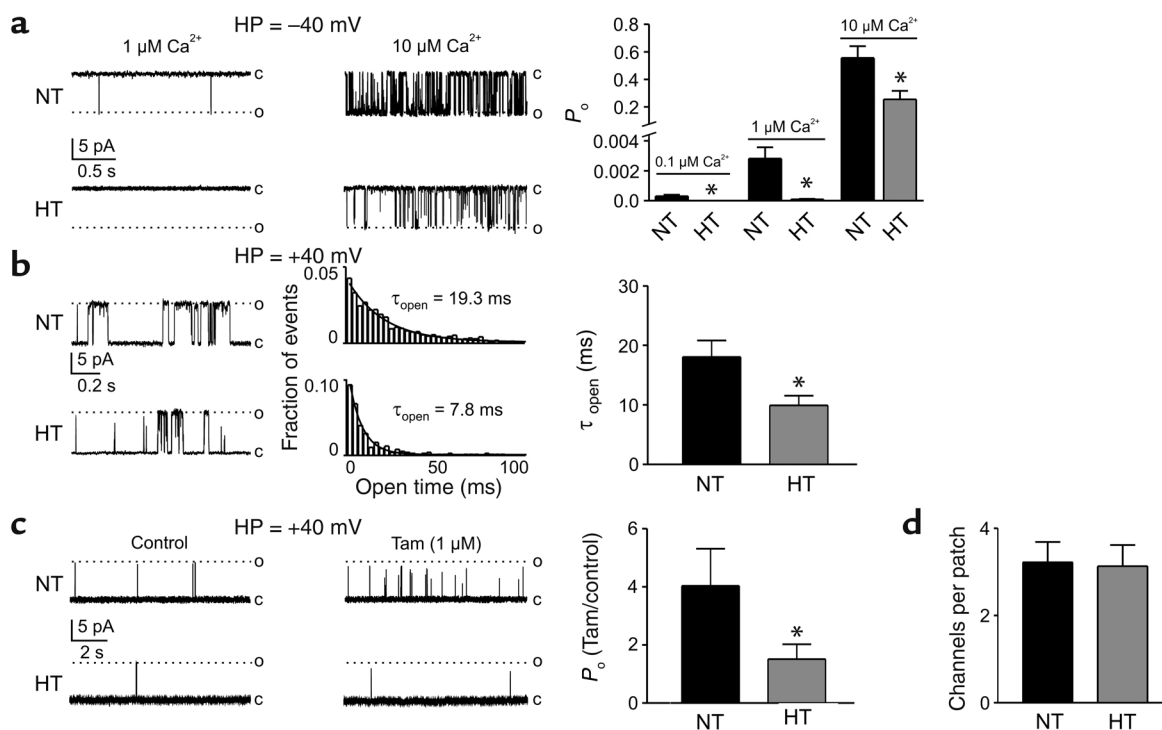 a
HP = –40 mV
1 μM Ca²⁺
10 μM Ca²⁺
NT
c
o
c
o
5 pA
0.5 s
HT
c
o
c
o
Pₒ
0.8
0.6
0.4
0.2
0.004
0.002
0.0
0.1 μM Ca²⁺
1 μM Ca²⁺
10 μM Ca²⁺
*
*
*
NT
HT
NT
HT
NT
HT
b
HP = +40 mV
NT
o
c
5 pA
0.2 s
HT
o
c
Fraction of events
0.05
0
τopen = 19.3 ms
0.10
0
τopen = 7.8 ms
0
50
100
Open time (ms)
τopen (ms)
30
20
10
0
*
NT
HT
c
HP = +40 mV
Control
Tam (1 μM)
NT
o
c
o
c
5 pA
2 s
HT
o
c
o
c
Pₒ (Tam/control)
6
4
2
0
*
NT
HT
d
Channels per patch
4
2
0
NT
HT